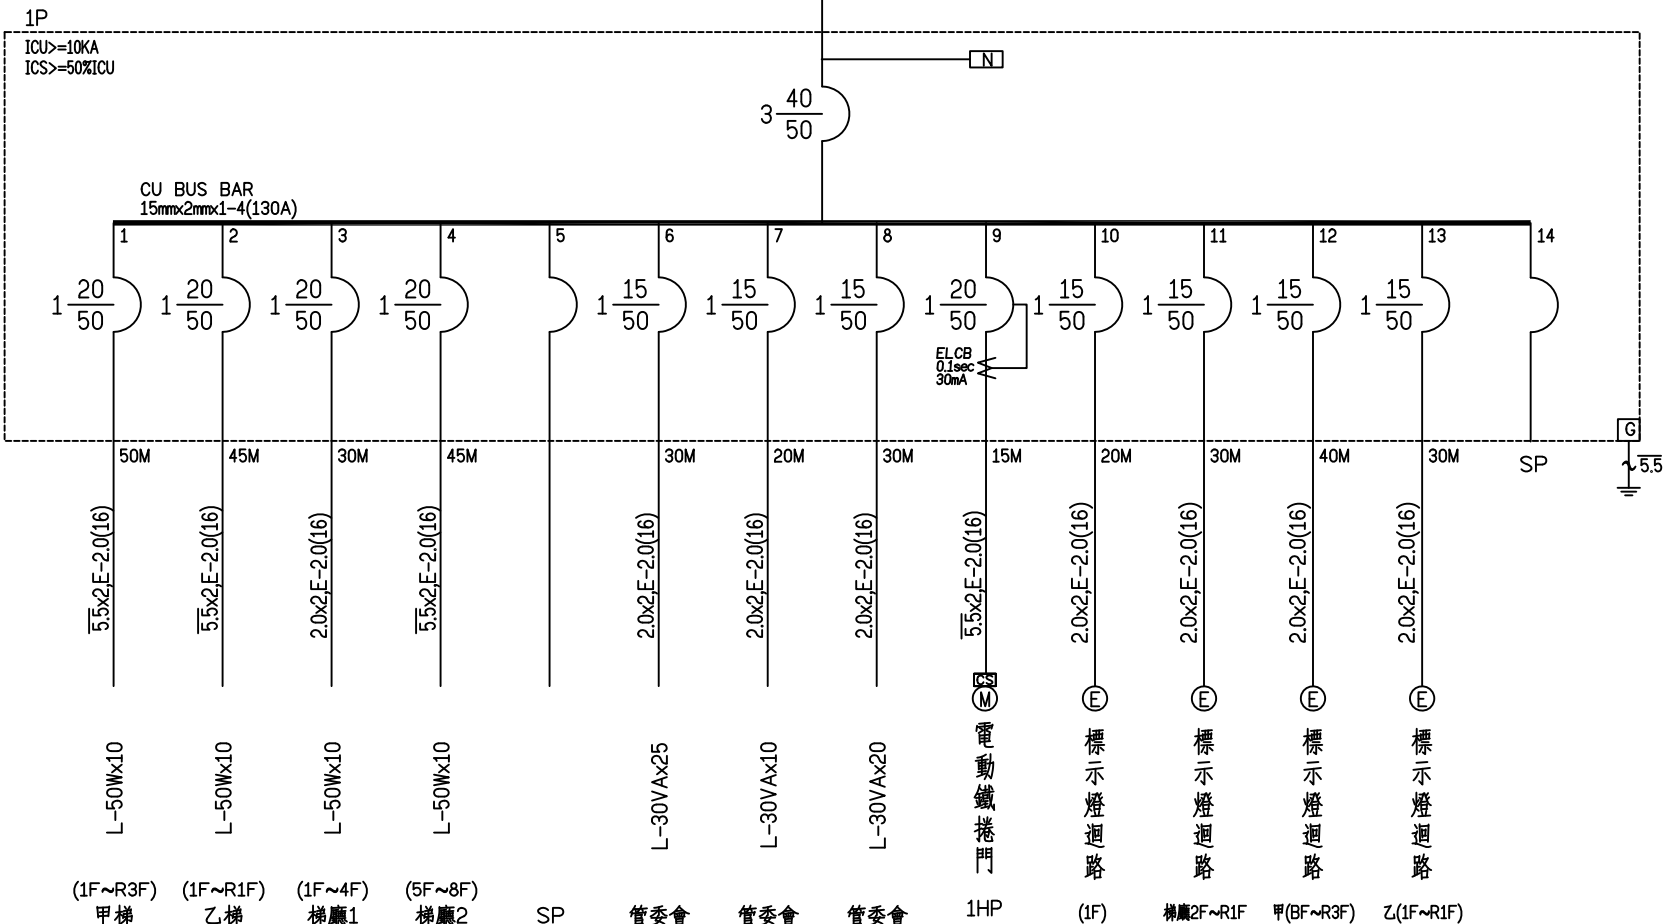 1P
ICU>=10KA
ICS>=50%ICU
N
3 40/50
CU BUS BAR
15mmx2mmx1-4(130A)
1 2 3 4 5 6 7 8 9 10 11 12 13 14
1 20/50
1 20/50
1 20/50
1 20/50
1 15/50
1 15/50
1 15/50
1 20/50
1 15/50
1 15/50
1 15/50
1 15/50
ELCB
0.1sec
30mA
G
5.5
50M 45M 30M 45M 30M 20M 30M 15M 20M 30M 40M 30M SP
5.5x2,E-2.0(16)
5.5x2,E-2.0(16)
2.0x2,E-2.0(16)
5.5x2,E-2.0(16)
2.0x2,E-2.0(16)
2.0x2,E-2.0(16)
2.0x2,E-2.0(16)
5.5x2,E-2.0(16)
2.0x2,E-2.0(16)
2.0x2,E-2.0(16)
2.0x2,E-2.0(16)
2.0x2,E-2.0(16)
CS
M
E
E
E
E
L-50Wx10
L-50Wx10
L-50Wx10
L-50Wx10
L-30VAx25
L-30VAx10
L-30VAx20
電動鐵捲門
標示燈迴路
標示燈迴路
標示燈迴路
標示燈迴路
(1F~R3F)
甲梯
(1F~R1F)
乙梯
(1F~4F)
梯廳1
(5F~8F)
梯廳2
SP
管委會
管委會
管委會
1HP
(1F)
梯廳2F~R1F
甲(BF~R3F)
乙(1F~R1F)